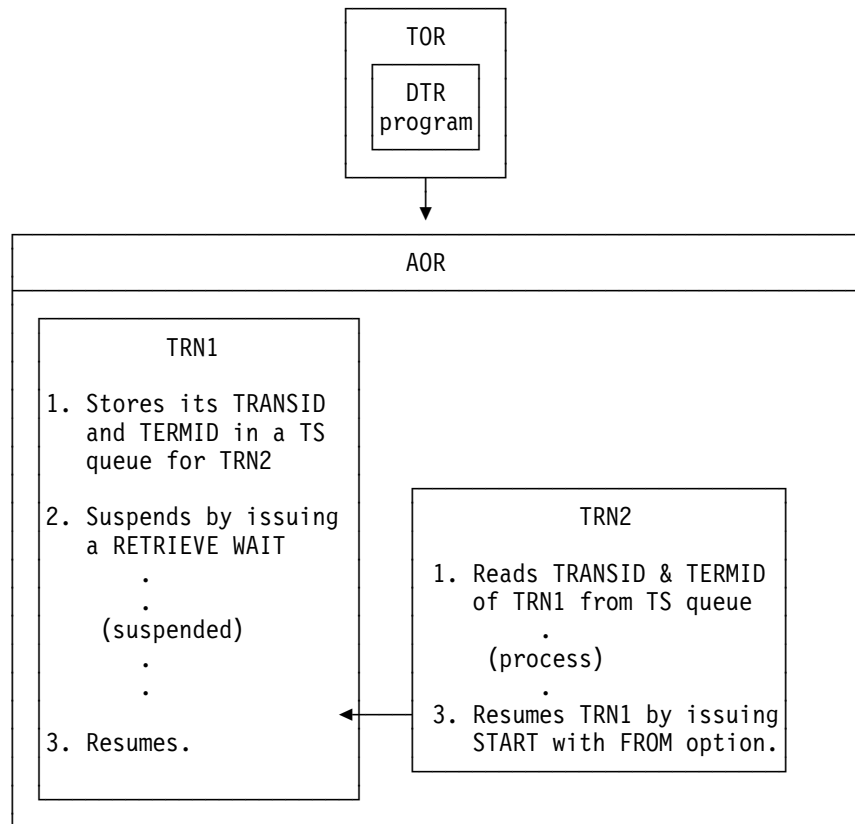 TOR
DTR
program
AOR
TRN1
1. Stores its TRANSID
and TERMID in a TS
queue for TRN2
2. Suspends by issuing
a RETRIEVE WAIT
.
.
(suspended)
.
.
3. Resumes.
TRN2
1. Reads TRANSID & TERMID
of TRN1 from TS queue
.
(process)
.
3. Resumes TRN1 by issuing
START with FROM option.